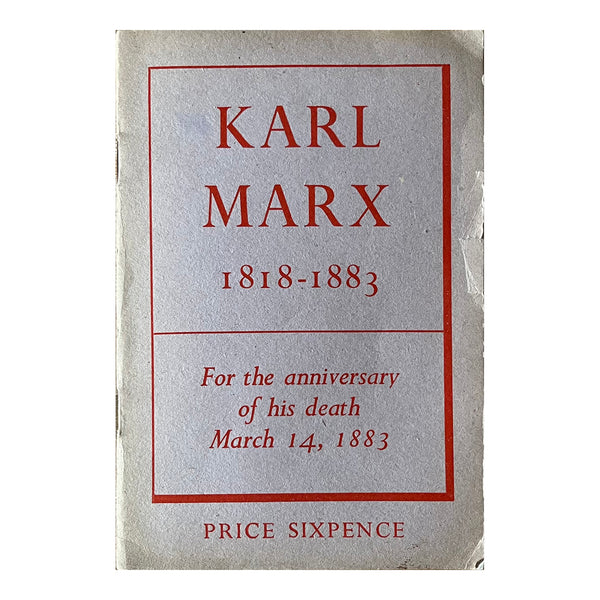 KARL
MARX
1818-1883
For the anniversary
of his death
March 14, 1883
PRICE SIXPENCE